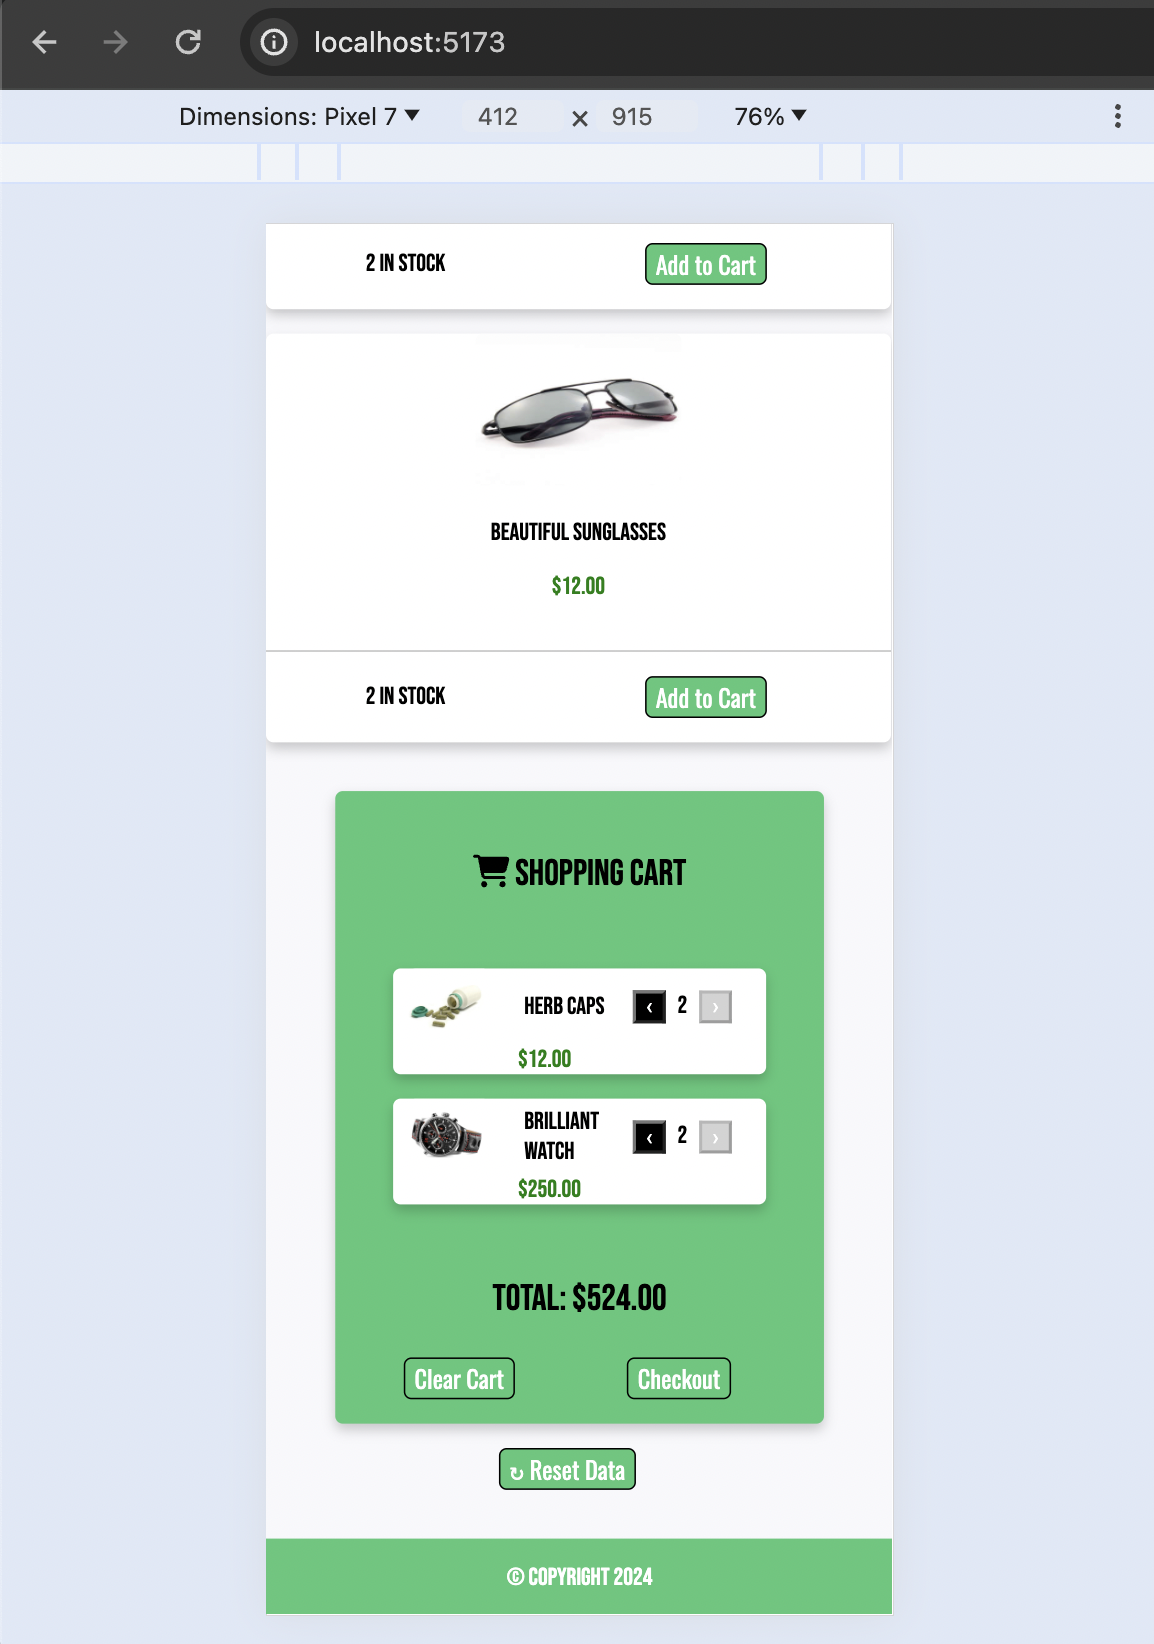 localhost:5173
Dimensions: Pixel 7 ▼ 412 × 915 76% ▼
2 IN STOCK Add to Cart
BEAUTIFUL SUNGLASSES
$12.00
2 IN STOCK Add to Cart
SHOPPING CART
HERB CAPS ‹ 2 ›
$12.00
BRILLIANT
WATCH ‹ 2 ›
$250.00
TOTAL: $524.00
Clear Cart Checkout
↻ Reset Data
© COPYRIGHT 2024